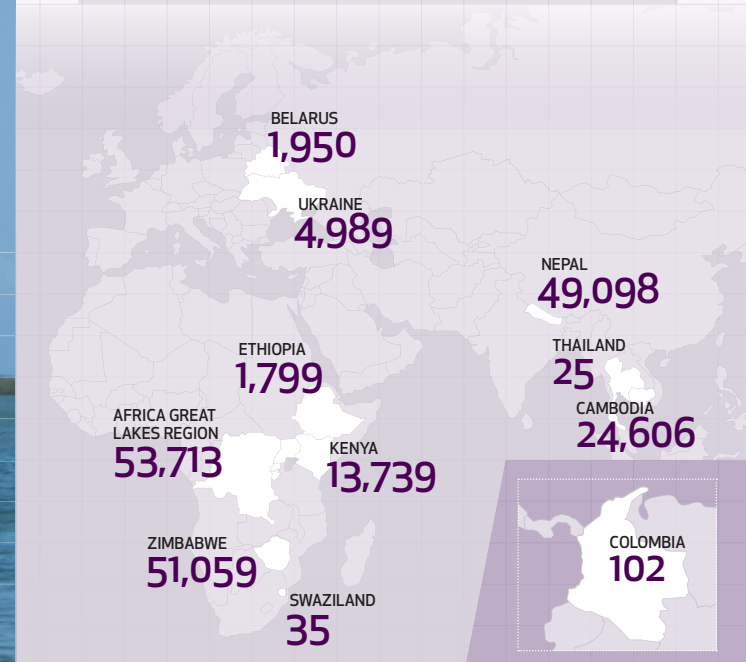 BELARUS
1,950
UKRAINE
4,989
NEPAL
49,098
THAILAND
25
CAMBODIA
24,606
ETHIOPIA
1,799
AFRICA GREAT
LAKES REGION
53,713
KENYA
13,739
ZIMBABWE
51,059
SWAZILAND
35
COLOMBIA
102